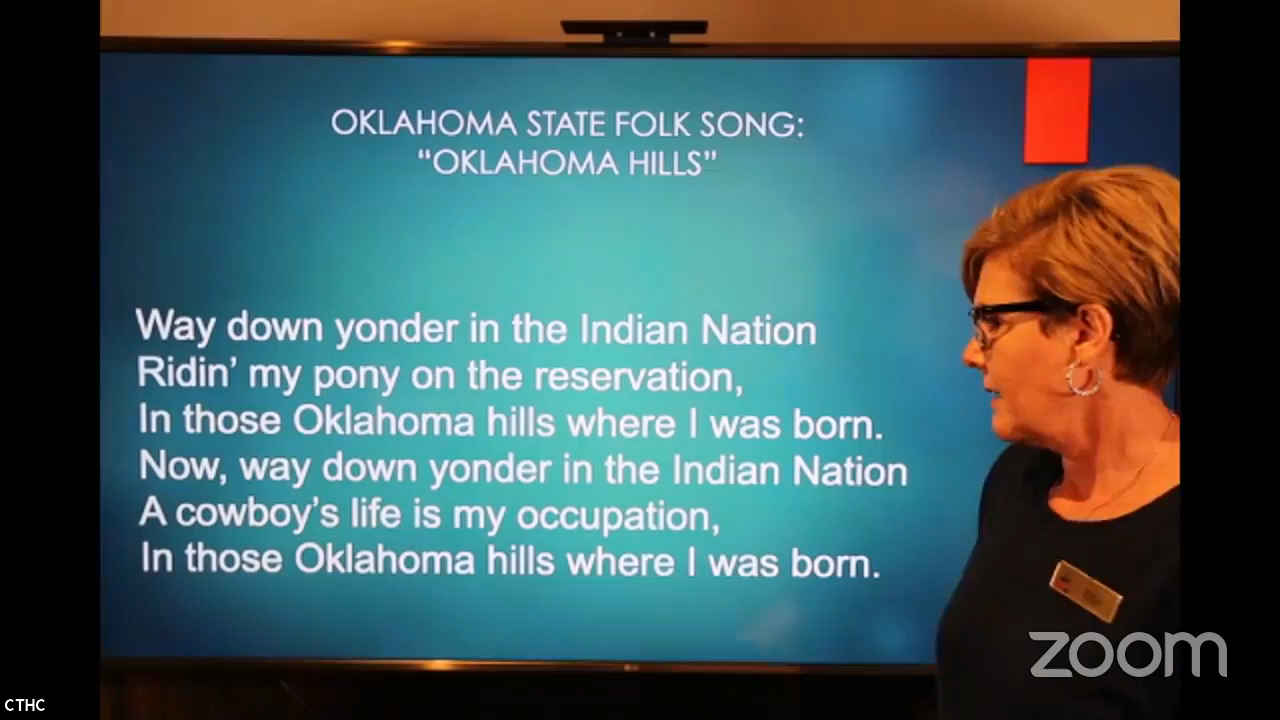 OKLAHOMA STATE FOLK SONG:
“OKLAHOMA HILLS”
Way down yonder in the Indian Nation
Ridin’ my pony on the reservation,
In those Oklahoma hills where I was born.
Now, way down yonder in the Indian Nation
A cowboy’s life is my occupation,
In those Oklahoma hills where I was born.
LG
zoom
CTHC